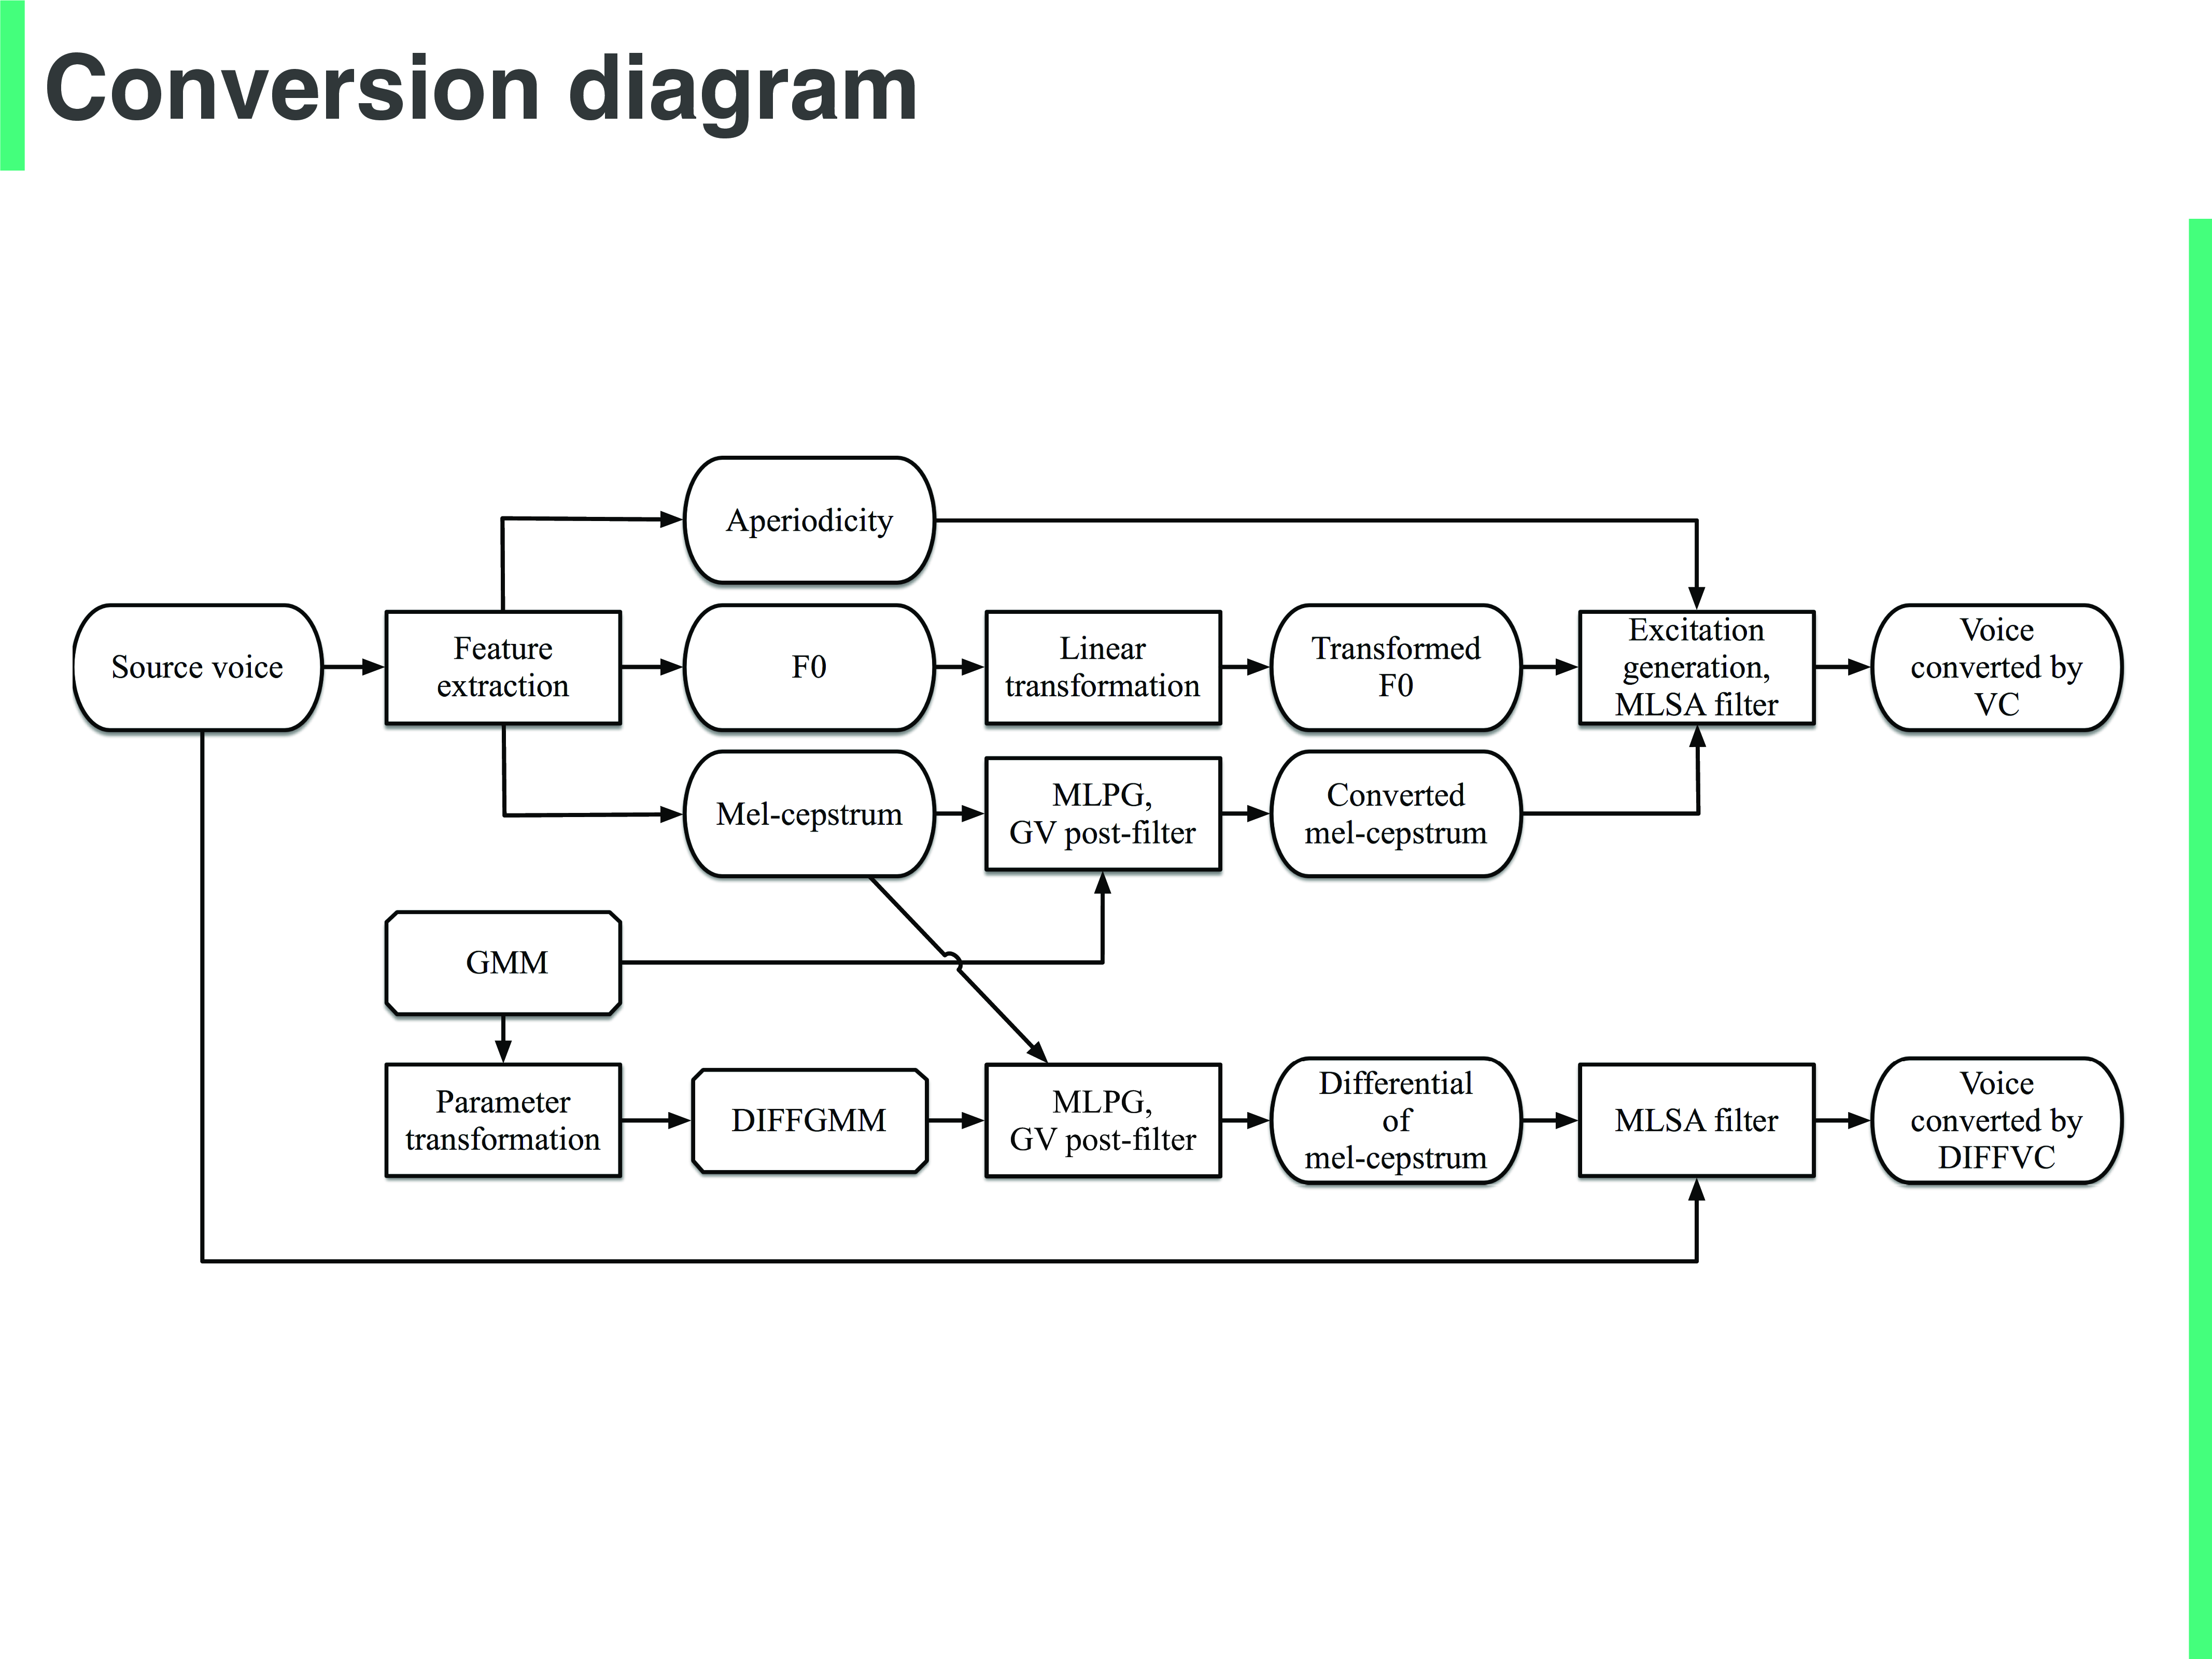 Conversion diagram
Aperiodicity
Source voice
Feature
extraction
F0
Linear
transformation
Transformed
F0
Excitation
generation,
MLSA filter
Voice
converted by
VC
Mel-cepstrum
MLPG,
GV post-filter
Converted
mel-cepstrum
GMM
Parameter
transformation
DIFFGMM
MLPG,
GV post-filter
Differential
of
mel-cepstrum
MLSA filter
Voice
converted by
DIFFVC